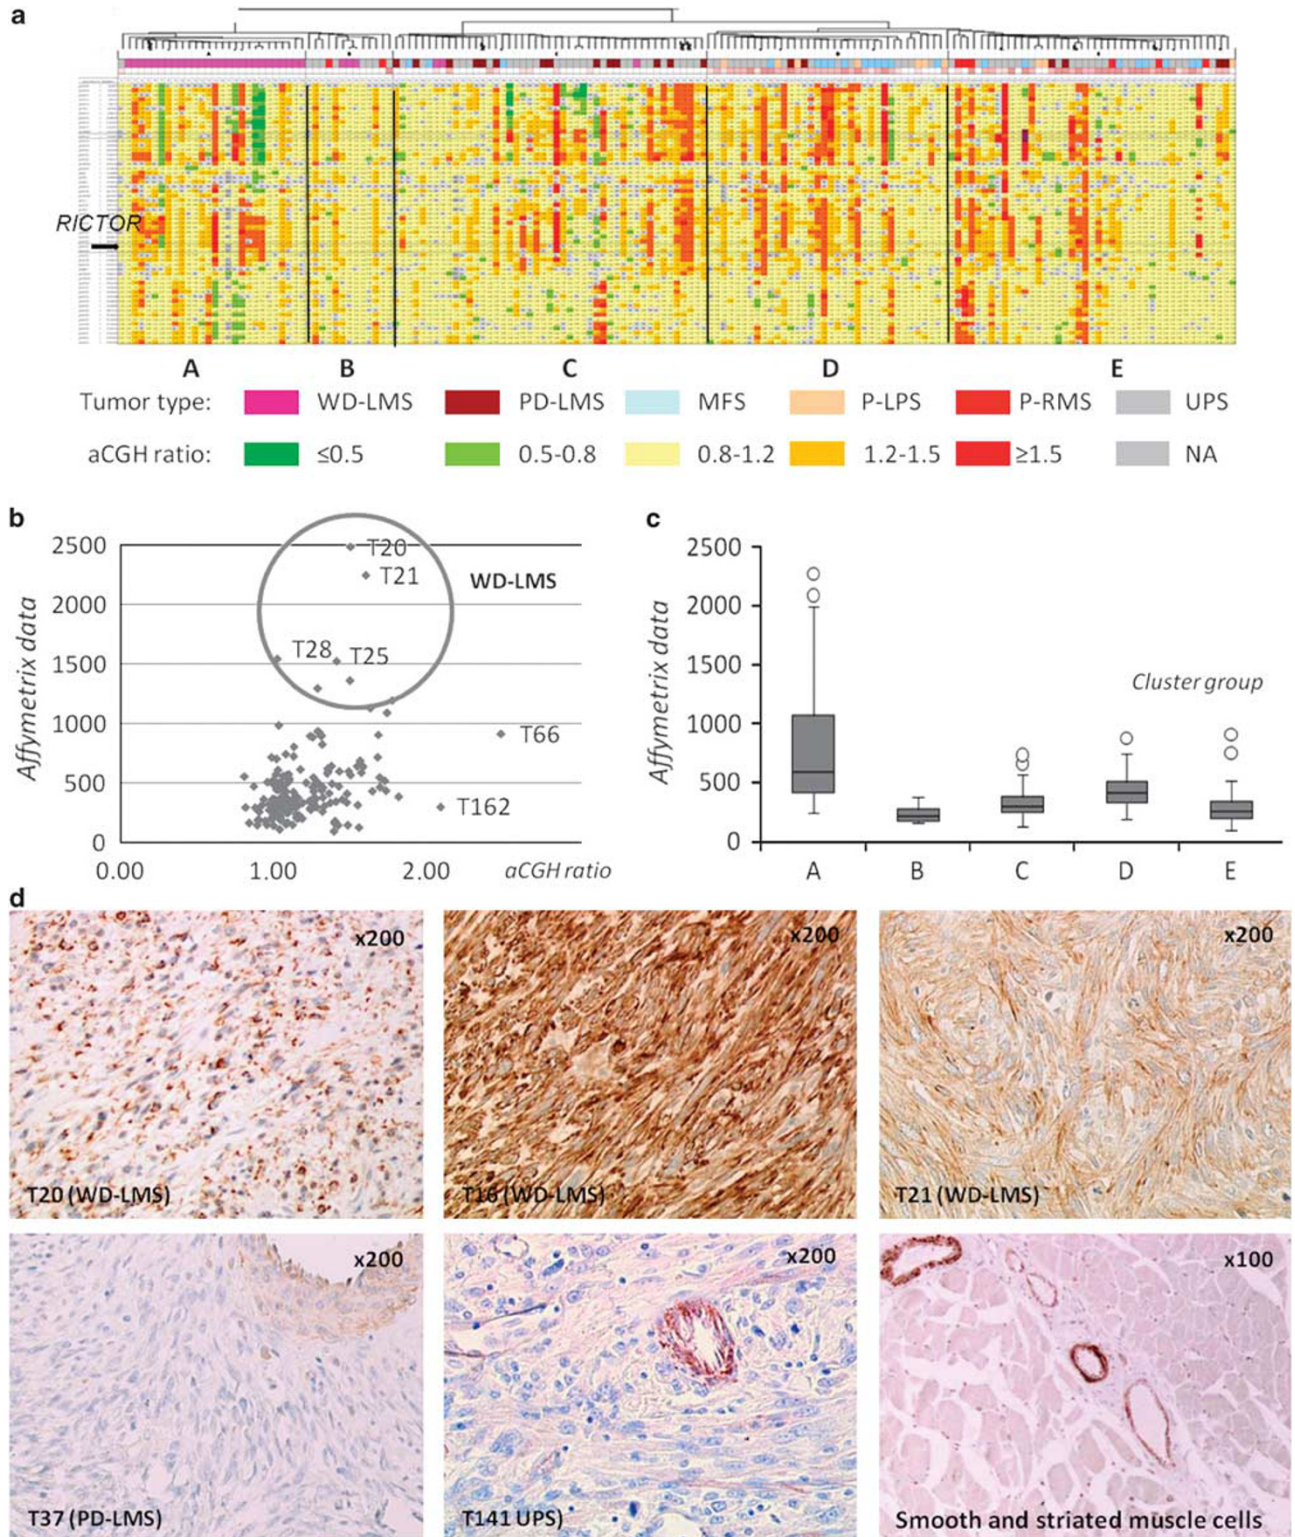 a
RICTOR
A B C D E
Tumor type: WD-LMS PD-LMS MFS P-LPS P-RMS UPS
aCGH ratio: ≤0.5 0.5-0.8 0.8-1.2 1.2-1.5 ≥1.5 NA
b
Affymetrix data
2500
2000
1500
1000
500
0
0.00 1.00 2.00 aCGH ratio
T20
T21
WD-LMS
T28 T25
T66
T162
c
Affymetrix data
2500
2000
1500
1000
500
0
Cluster group
A B C D E
d
x200
T20 (WD-LMS)
x200
T16 (WD-LMS)
x200
T21 (WD-LMS)
x200
T37 (PD-LMS)
x200
T141 UPS)
x100
Smooth and striated muscle cells